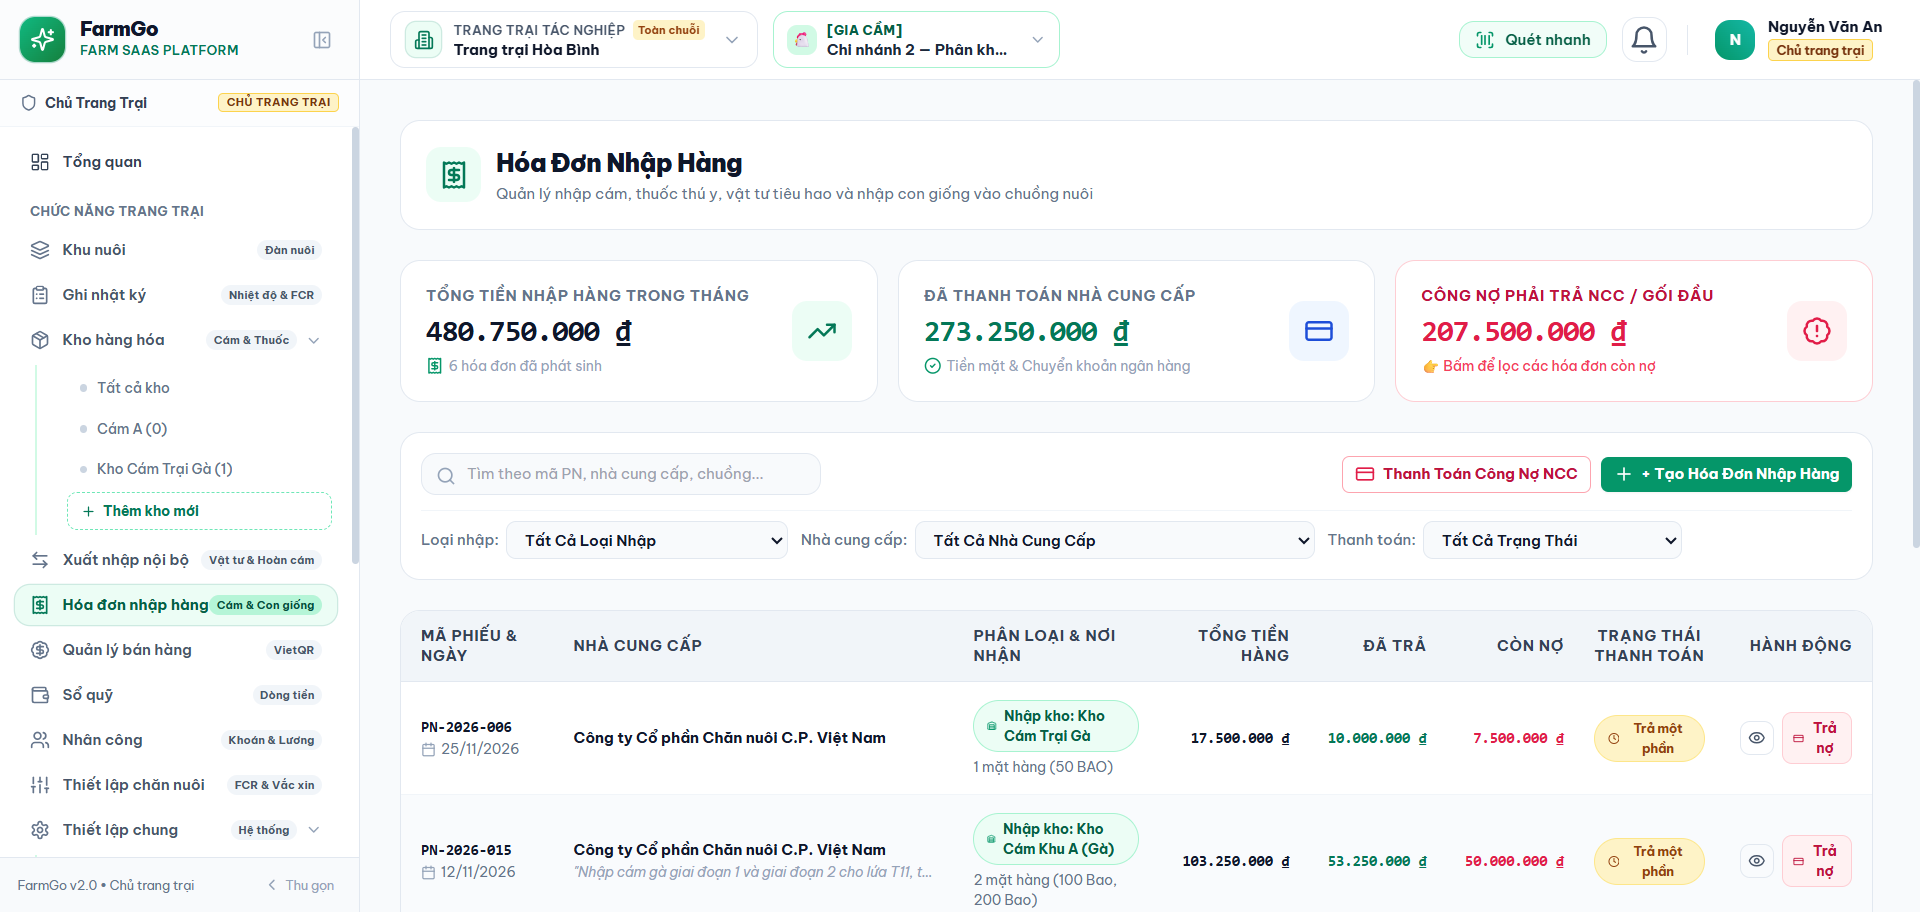 FarmGo
FARM SAAS PLATFORM
Chủ Trang Trại
CHỦ TRANG TRẠI
Tổng quan
CHỨC NĂNG TRANG TRẠI
Khu nuôi
Đàn nuôi
Ghi nhật ký
Nhiệt độ & FCR
Kho hàng hóa
Cám & Thuốc
Tất cả kho
Cám A (0)
Kho Cám Trại Gà (1)
Thêm kho mới
Xuất nhập nội bộ
Vật tư & Hoàn cám
Hóa đơn nhập hàng
Cám & Con giống
Quản lý bán hàng
VietQR
Sổ quỹ
Dòng tiền
Nhân công
Khoán & Lương
Thiết lập chăn nuôi
FCR & Vắc xin
Thiết lập chung
Hệ thống
FarmGo v2.0 • Chủ trang trại
Thu gọn
TRANG TRẠI TÁC NGHIỆP
Toàn chuỗi
Trang trại Hòa Bình
[GIA CẦM]
Chi nhánh 2 — Phân kh...
Quét nhanh
N
Nguyễn Văn An
Chủ trang trại
Hóa Đơn Nhập Hàng
Quản lý nhập cám, thuốc thú y, vật tư tiêu hao và nhập con giống vào chuồng nuôi
TỔNG TIỀN NHẬP HÀNG TRONG THÁNG
480.750.000 ₫
6 hóa đơn đã phát sinh
ĐÃ THANH TOÁN NHÀ CUNG CẤP
273.250.000 ₫
Tiền mặt & Chuyển khoản ngân hàng
CÔNG NỢ PHẢI TRẢ NCC / GỐI ĐẦU
207.500.000 ₫
👉 Bấm để lọc các hóa đơn còn nợ
Tìm theo mã PN, nhà cung cấp, chuồng...
Thanh Toán Công Nợ NCC
+ Tạo Hóa Đơn Nhập Hàng
Loại nhập:
Tất Cả Loại Nhập
Nhà cung cấp:
Tất Cả Nhà Cung Cấp
Thanh toán:
Tất Cả Trạng Thái
MÃ PHIẾU &
NGÀY
NHÀ CUNG CẤP
PHÂN LOẠI & NƠI
NHẬN
TỔNG TIỀN
HÀNG
ĐÃ TRẢ
CÒN NỢ
TRẠNG THÁI
THANH TOÁN
HÀNH ĐỘNG
PN-2026-006
25/11/2026
Công ty Cổ phần Chăn nuôi C.P. Việt Nam
Nhập kho: Kho
Cám Trại Gà
1 mặt hàng (50 BAO)
17.500.000 ₫
10.000.000 ₫
7.500.000 ₫
Trả một
phần
Trả
nợ
PN-2026-015
12/11/2026
Công ty Cổ phần Chăn nuôi C.P. Việt Nam
"Nhập cám gà giai đoạn 1 và giai đoạn 2 cho lứa T11, t...
Nhập kho: Kho
Cám Khu A (Gà)
2 mặt hàng (100 Bao,
200 Bao)
103.250.000 ₫
53.250.000 ₫
50.000.000 ₫
Trả một
phần
Trả
nợ